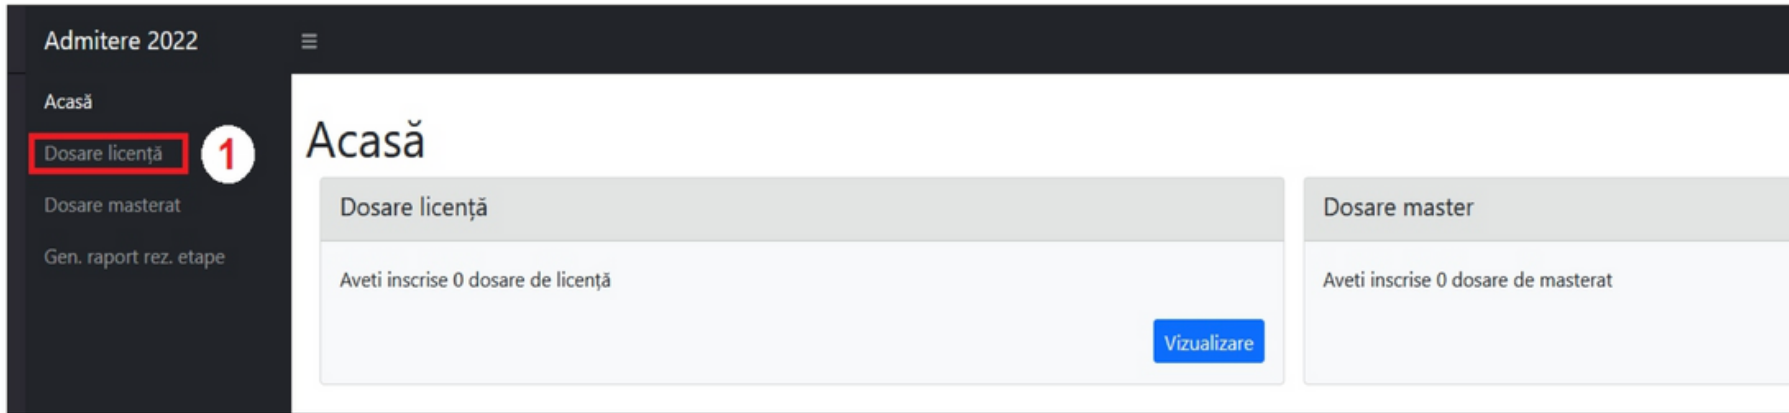 Admitere 2022
Acasă
Dosare licență
1
Dosare masterat
Gen. raport rez. etape
Acasă
Dosare licență
Aveti inscrise 0 dosare de licență
Vizualizare
Dosare master
Aveti inscrise 0 dosare de masterat